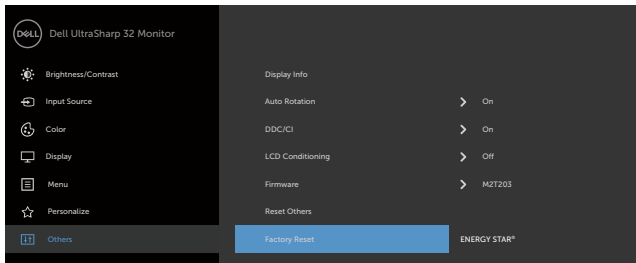 DELL Dell UltraSharp 32 Monitor
Brightness/Contrast Display Info
Input Source Auto Rotation On
Color DDC/CI On
Display LCD Conditioning Off
Menu Firmware M2T203
Personalize Reset Others
Others Factory Reset ENERGY STAR®